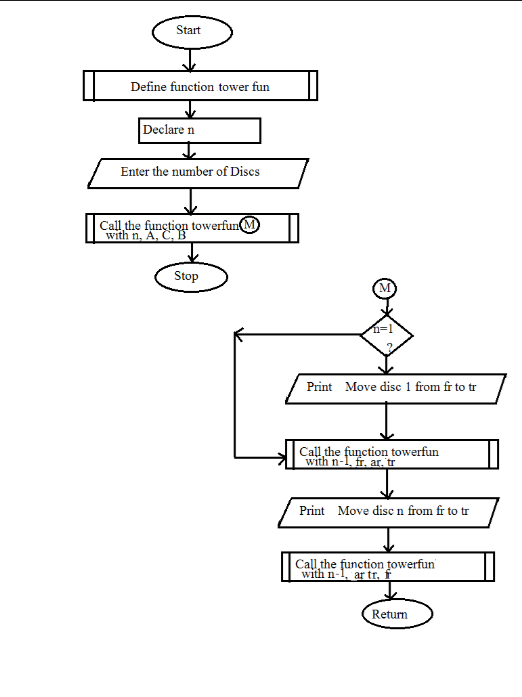 Start
Define function tower fun
Declare n
Enter the number of Discs
Call the function towerfun M
with n, A, C, B
Stop
M
n=1
?
Print Move disc 1 from fr to tr
Call the function towerfun
with n-1, fr, ar, tr
Print Move disc n from fr to tr
Call the function towerfun
with n-1, ar tr, fr
Return